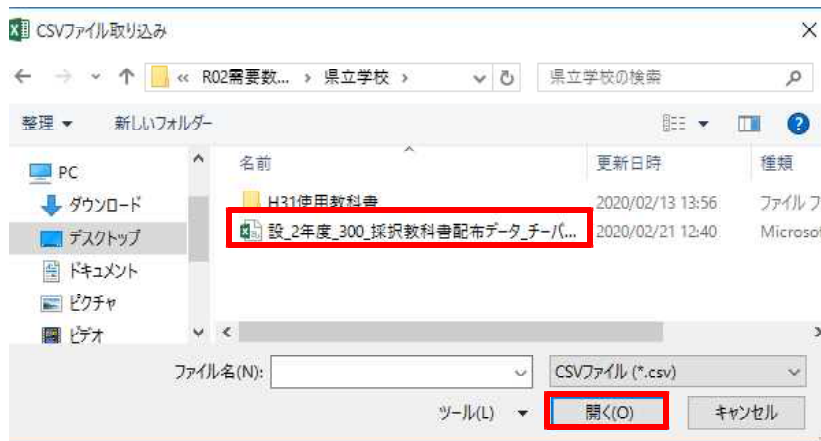 CSVファイル取り込み
« R02需要数... › 県立学校 ›
県立学校の検索
整理
新しいフォルダー
名前
更新日時
種類
PC
ダウンロード
デスクトップ
ドキュメント
ピクチャ
ビデオ
H31使用教科書
2020/02/13 13:56
ファイル フ
設_2年度_300_採択教科書配布データ_チーパ...
2020/02/21 12:40
Microsof
ファイル名(N):
CSVファイル (*.csv)
ツール(L)
開く(O)
キャンセル